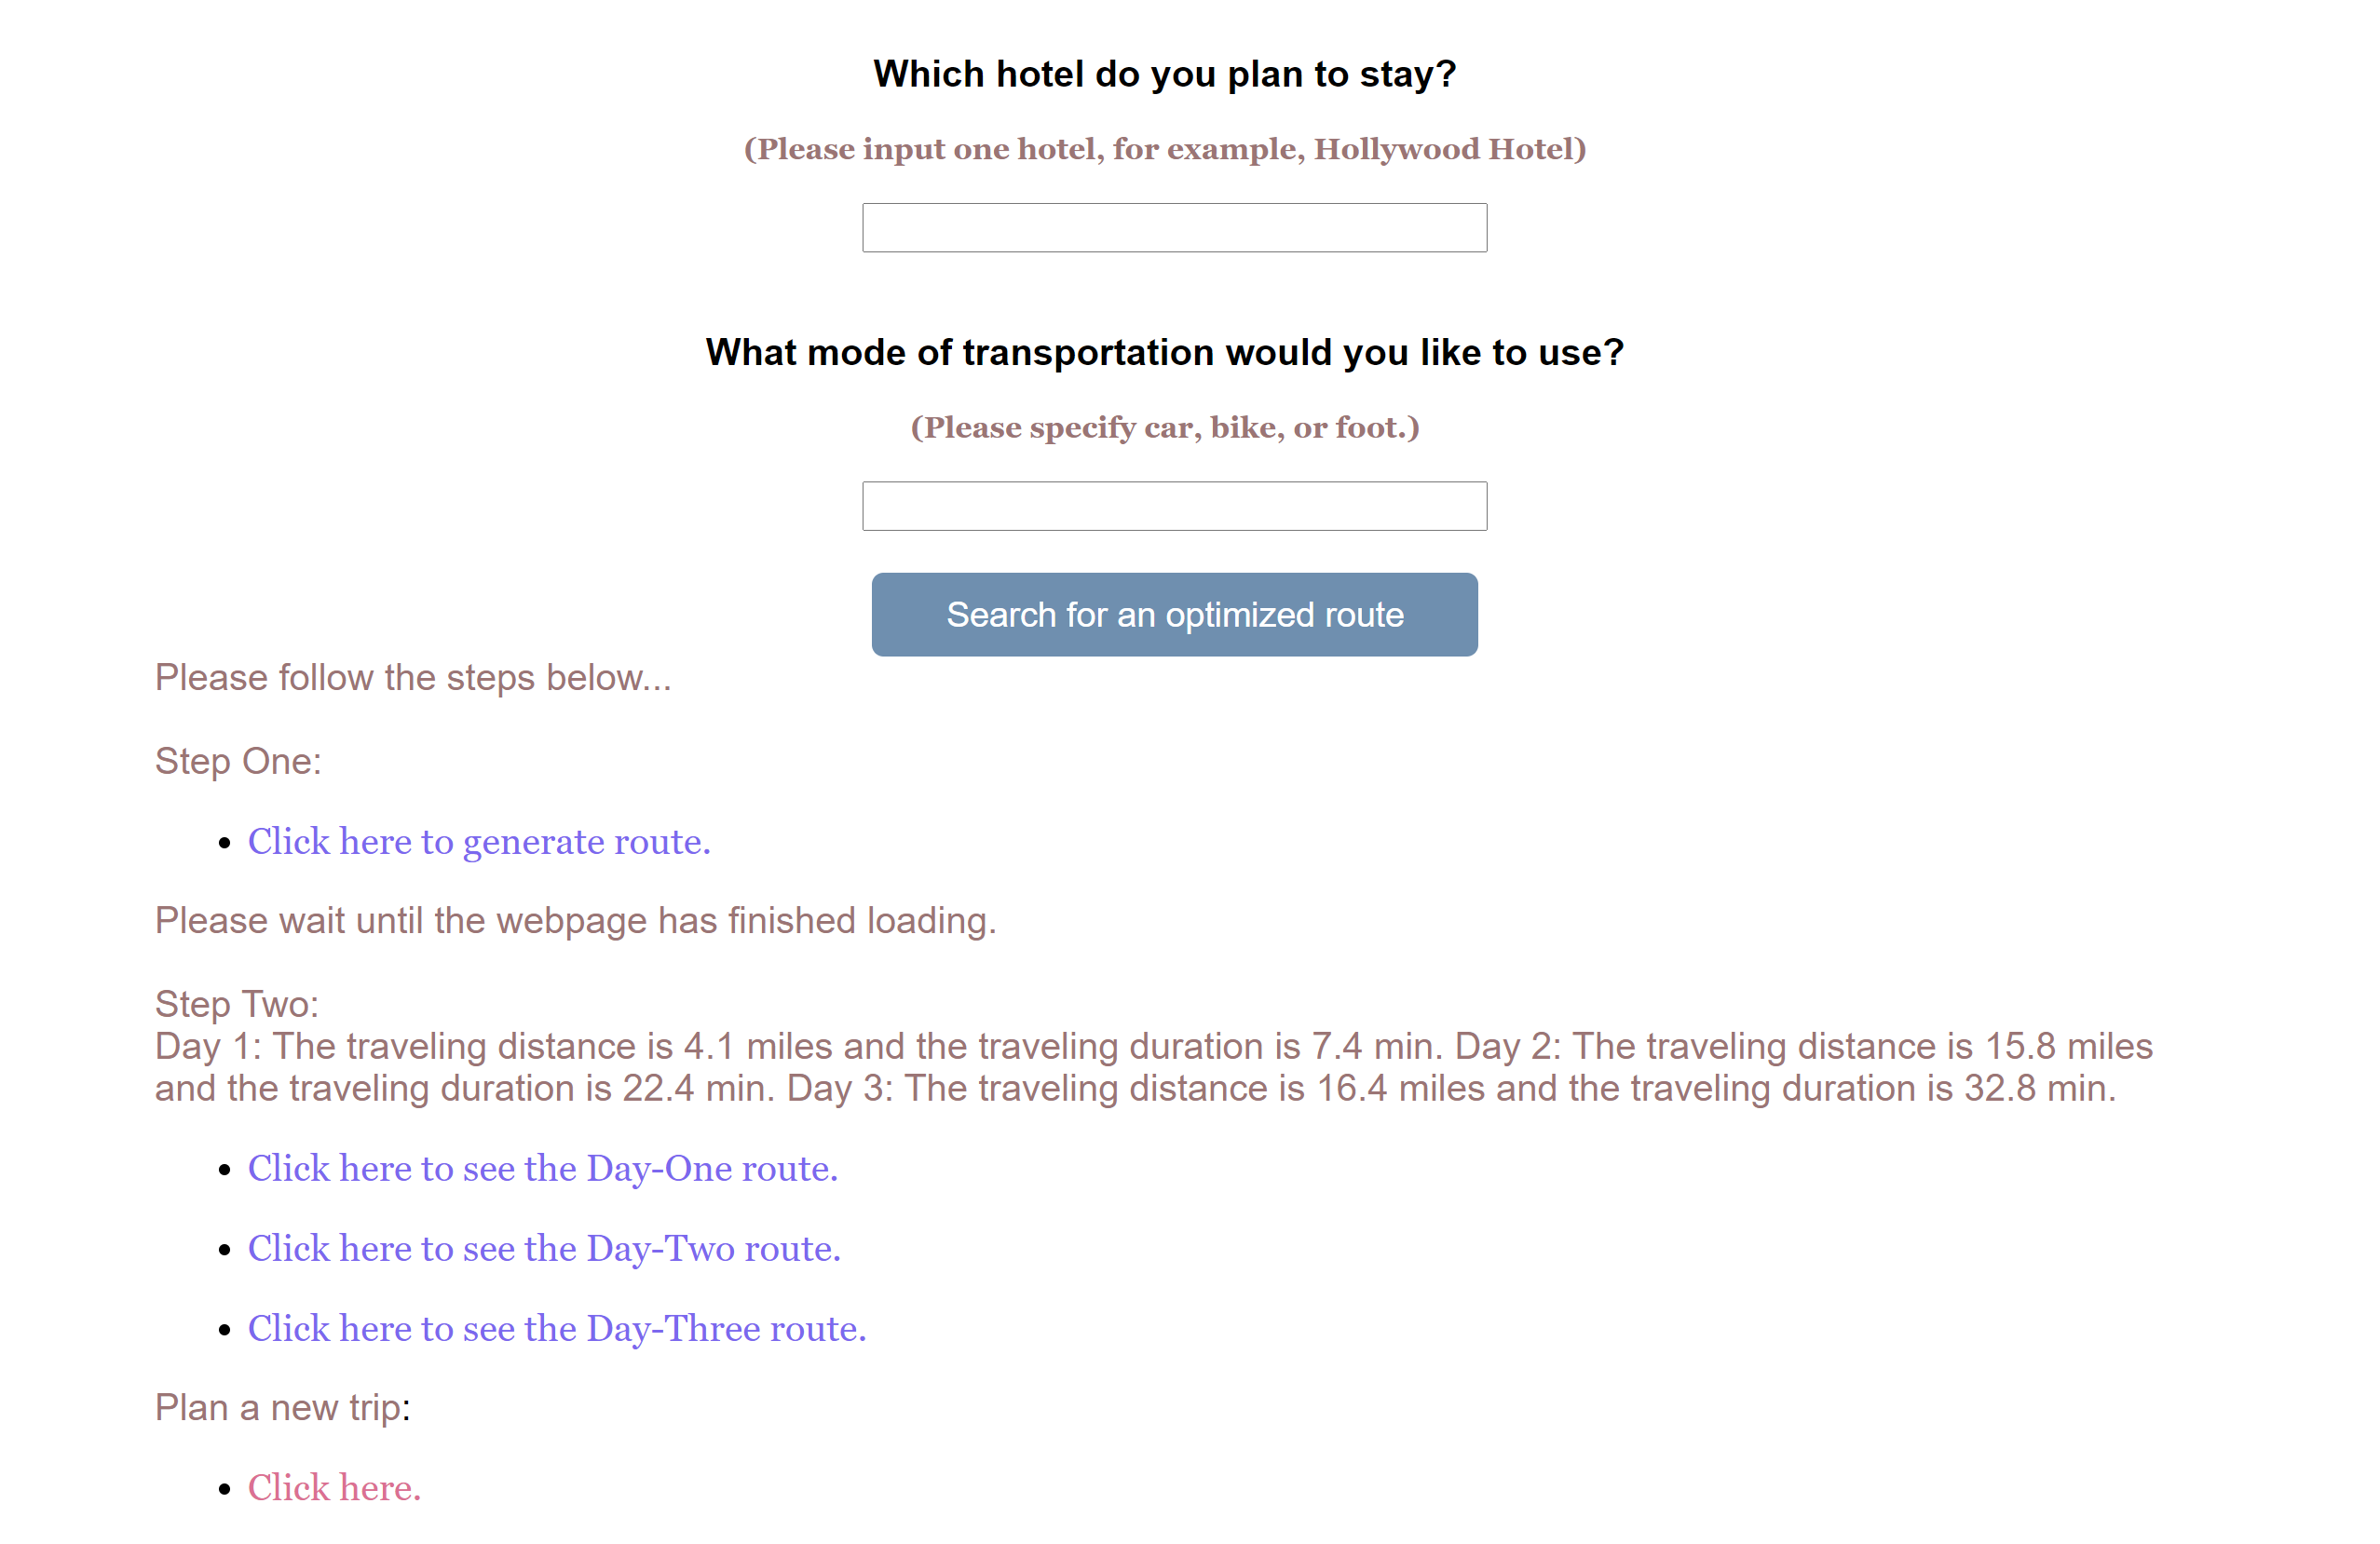 Which hotel do you plan to stay?
(Please input one hotel, for example, Hollywood Hotel)
What mode of transportation would you like to use?
(Please specify car, bike, or foot.)
Search for an optimized route
Please follow the steps below...
Step One:
Click here to generate route.
Please wait until the webpage has finished loading.
Step Two:
Day 1: The traveling distance is 4.1 miles and the traveling duration is 7.4 min. Day 2: The traveling distance is 15.8 miles
and the traveling duration is 22.4 min. Day 3: The traveling distance is 16.4 miles and the traveling duration is 32.8 min.
Click here to see the Day-One route.
Click here to see the Day-Two route.
Click here to see the Day-Three route.
Plan a new trip:
Click here.